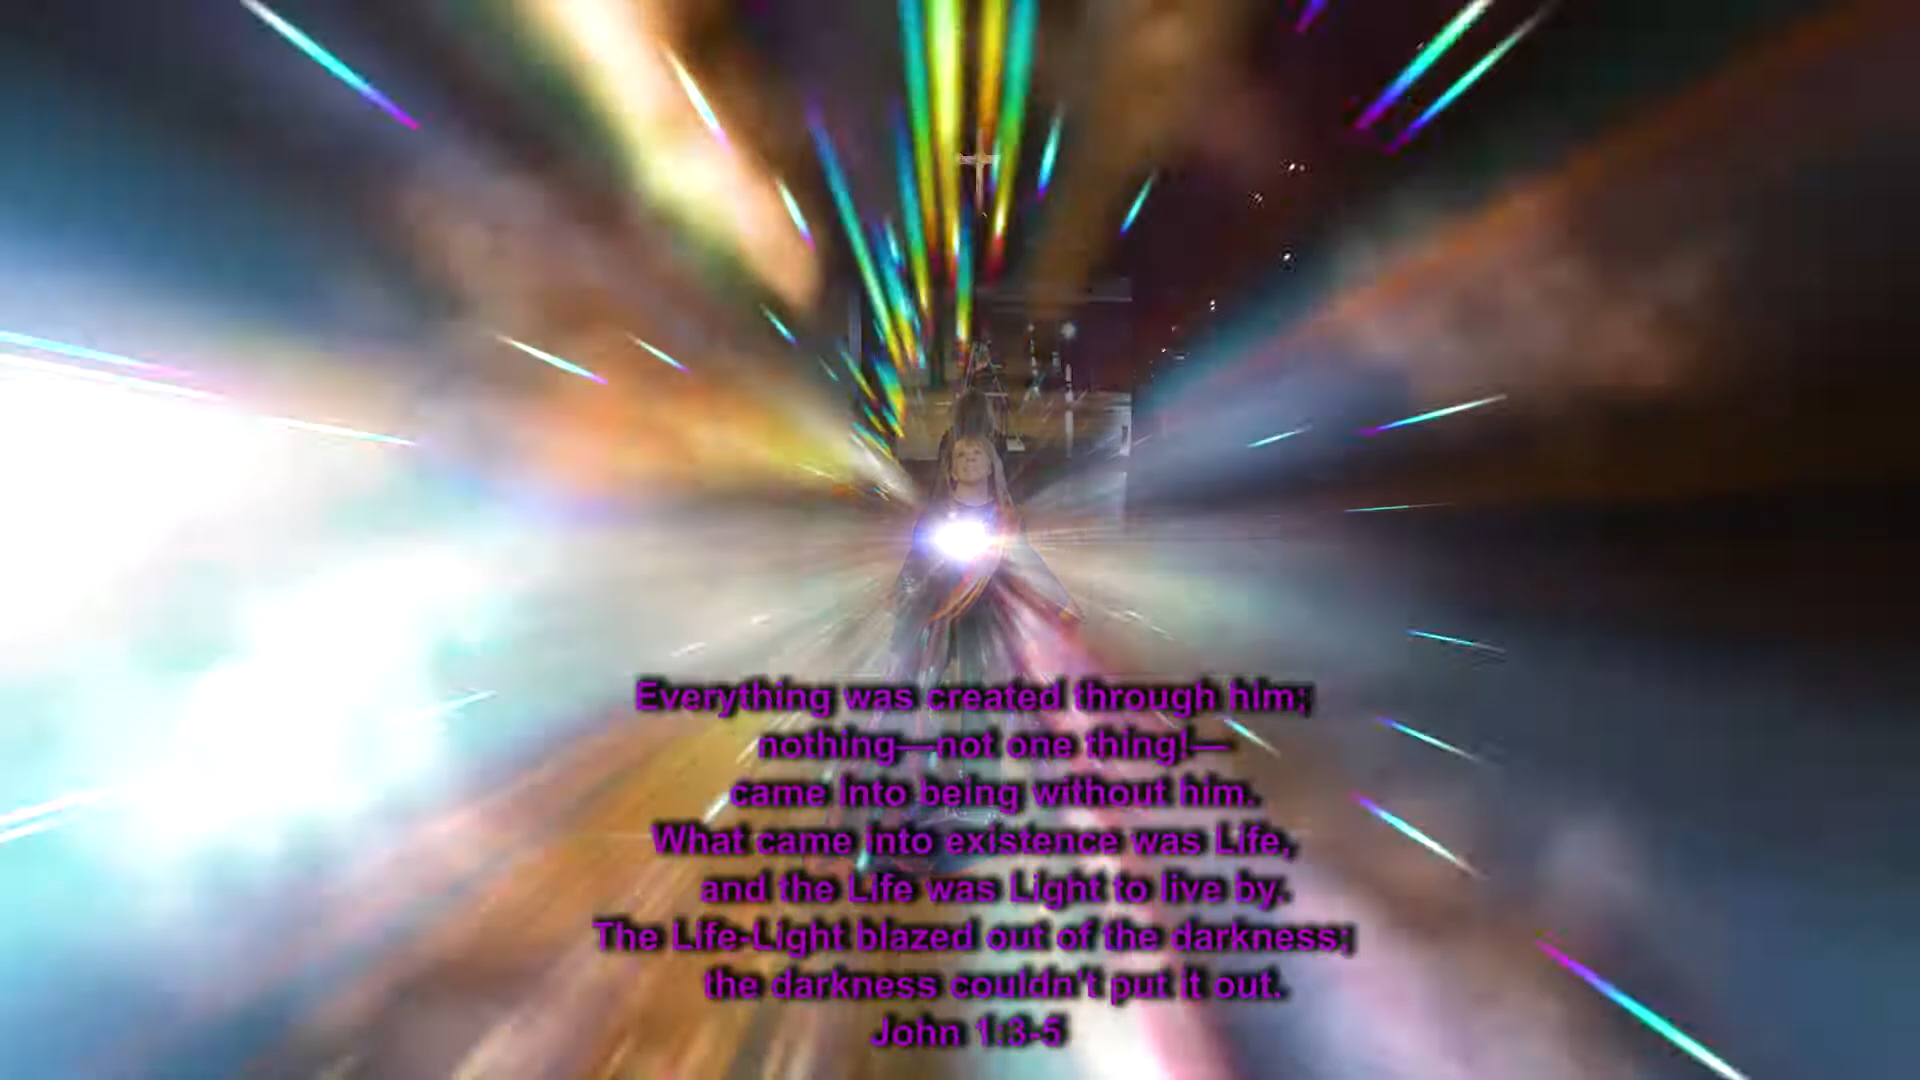 Everything was created through him;
nothing—not one thing!—
came into being without him.
What came into existence was Life,
and the Life was Light to live by.
The Life-Light blazed out of the darkness;
the darkness couldn't put it out.
John 1:3-5